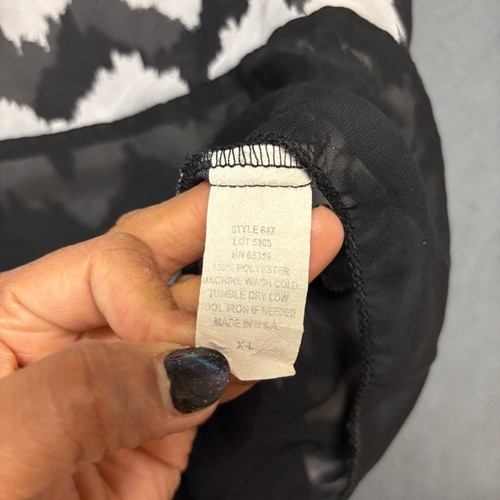 STYLE 647
LOT 5305
RN 65319
100% POLYESTER
MACHINE WASH COLD
TUMBLE DRY LOW
COOL IRON IF NEEDED
MADE IN U.S.A
X-L